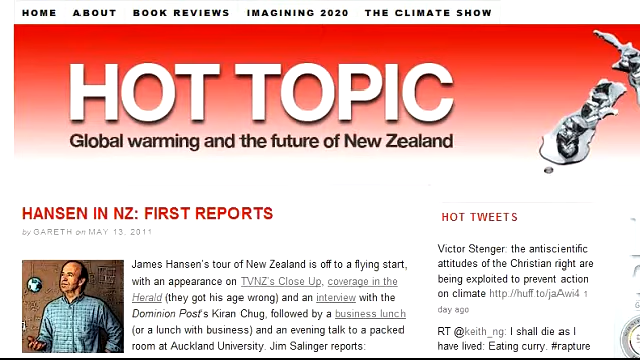 HOME ABOUT BOOK REVIEWS IMAGINING 2020 THE CLIMATE SHOW
HOT TOPIC
Global warming and the future of New Zealand
HANSEN IN NZ: FIRST REPORTS
by GARETH on MAY 13, 2011
James Hansen's tour of New Zealand is off to a flying start,
with an appearance on TVNZ's Close Up, coverage in the
Herald (they got his age wrong) and an interview with the
Dominion Post's Kiran Chug, followed by a business lunch
(or a lunch with business) and an evening talk to a packed
room at Auckland University. Jim Salinger reports:
HOT TWEETS
Victor Stenger: the antiscientific
attitudes of the Christian right are
being exploited to prevent action
on climate http://huff.to/jaAwi4 1
day ago
RT @keith_ng: I shall die as I
have lived: Eating curry. #rapture